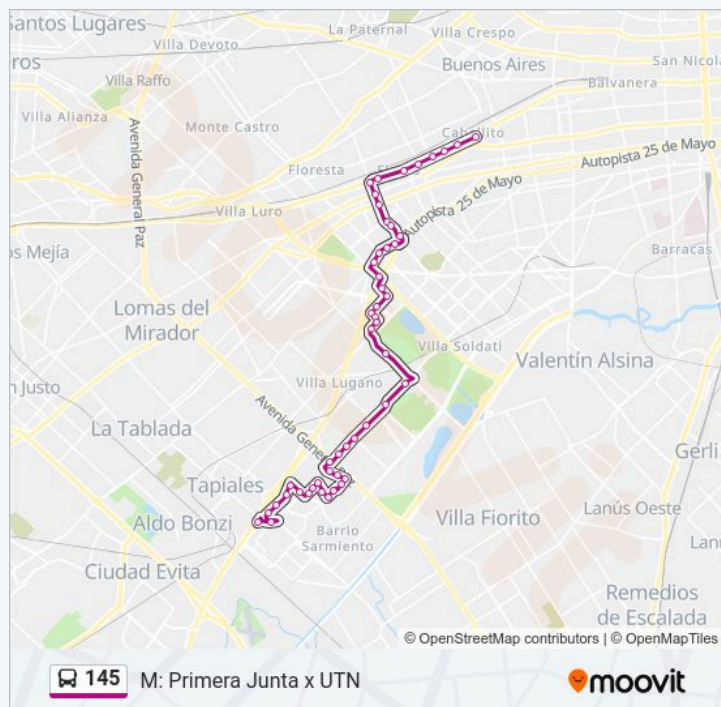 Santos Lugares
La Paternal
Villa Crespo
Villa Devoto
San Nicol
Buenos Aires
Villa Raffo
Balvanera
Villa Alianza
Monte Castro
Caballito
Avenida General Paz
Floresta
Autopista 25 de Mayo
Autopista 25 de Mayo
Villa Luro
Barracas
os Mejía
Lomas del
Mirador
Villa Soldati
Valentín Alsina
n Justo
Villa Lugano
Avenida General Paz
La Tablada
Gerli
Tapiales
Lanús Oeste
Villa Fiorito
Aldo Bonzi
Barrio
Sarmiento
Lanú
Ciudad Evita
Remedios
de Escalada
© OpenStreetMap contributors | © OpenMapTiles
145 M: Primera Junta x UTN
moovit